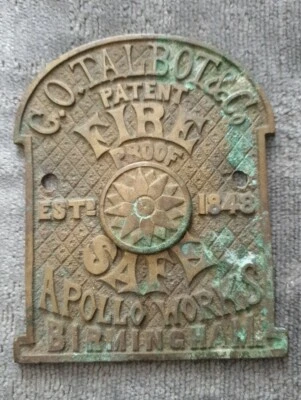 G.O.TALBOT & Co
PATENT
FIRE
PROOF
ESTD 1848
SAFE
APOLLO WORKS
BIRMINGHAM